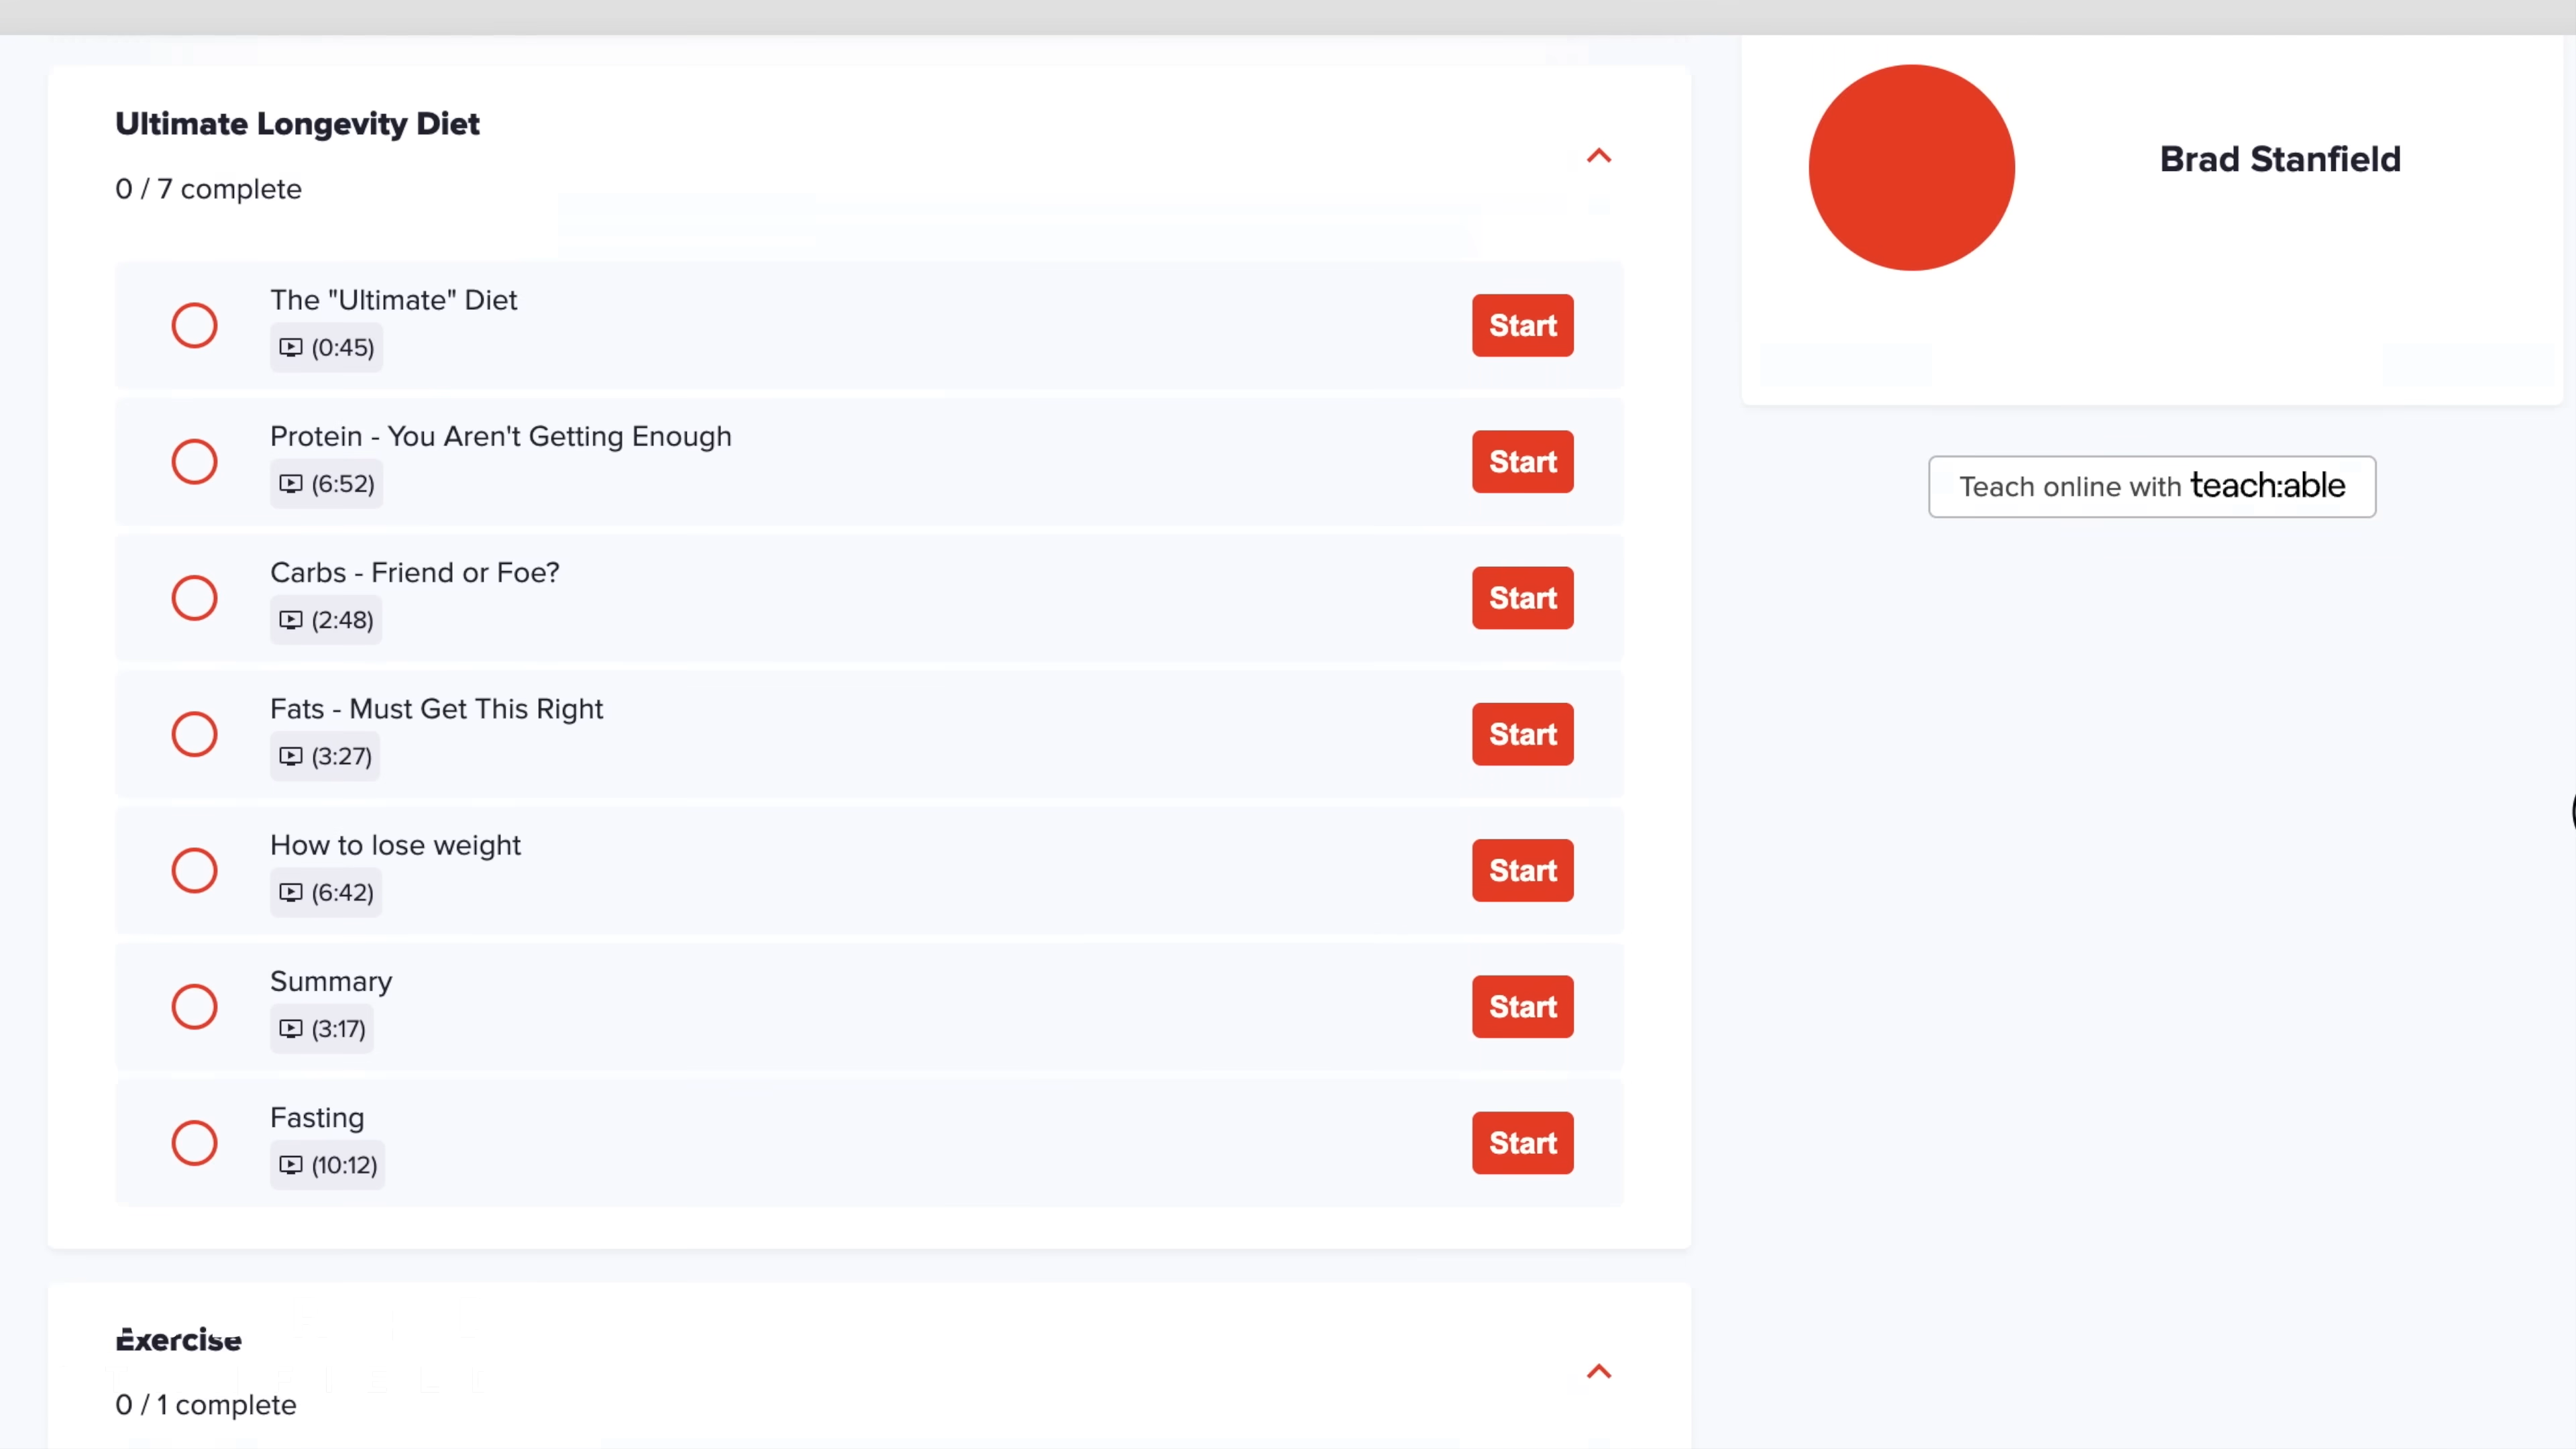 Ultimate Longevity Diet
0 / 7 complete
The "Ultimate" Diet
(0:45)
Start
Protein - You Aren't Getting Enough
(6:52)
Start
Carbs - Friend or Foe?
(2:48)
Start
Fats - Must Get This Right
(3:27)
Start
How to lose weight
(6:42)
Start
Summary
(3:17)
Start
Fasting
(10:12)
Start
Exercise
0 / 1 complete
Brad Stanfield
Teach online with teach:able